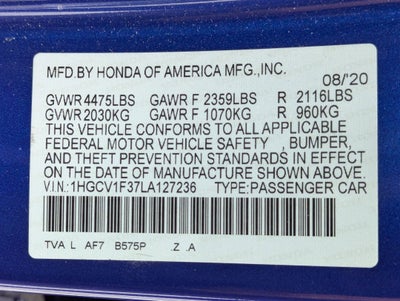 MFD.BY HONDA OF AMERICA MFG.,INC.
08/'20
GVWR 4475LBS GAWR F 2359LBS R 2116LBS
GVWR 2030KG GAWR F 1070KG R 960KG
THIS VEHICLE CONFORMS TO ALL APPLICABLE
FEDERAL MOTOR VEHICLE SAFETY , BUMPER,
AND THEFT PREVENTION STANDARDS IN EFFECT
ON THE DATE OF MANUFACTURE SHOWN ABOVE.
V.I.N:1HGCV1F37LA127236 TYPE:PASSENGER CAR
TVA L AF7 B575P .Z .A